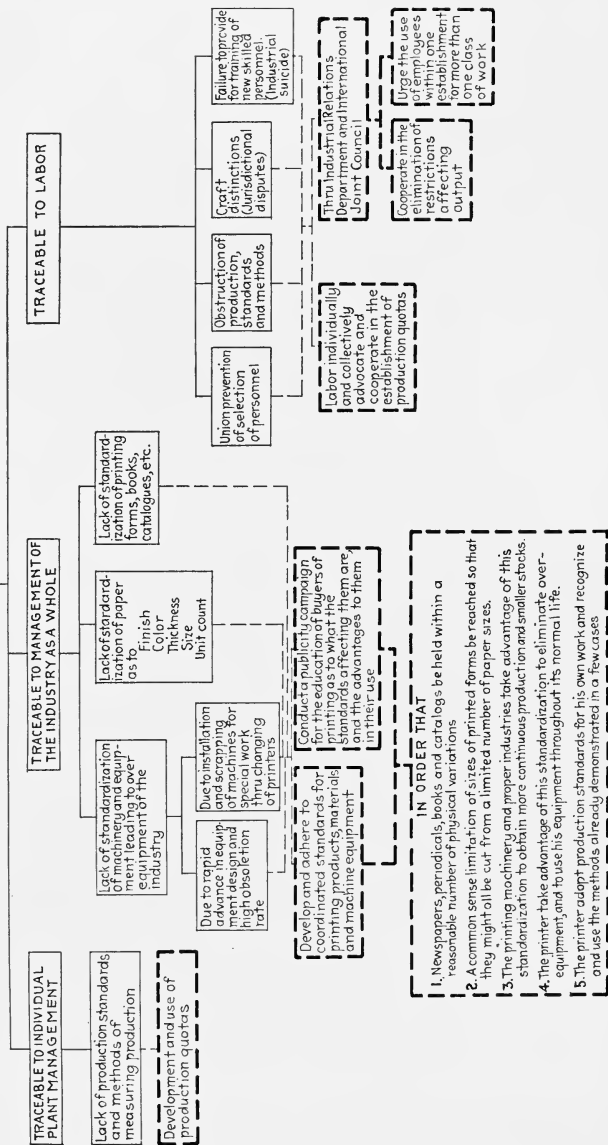 TRACEABLE TO INDIVIDUAL
PLANT MANAGEMENT
Lack of production standards
and methods of
measuring production
Development and use of
production quotas
TRACEABLE TO MANAGEMENT OF
THE INDUSTRY AS A WHOLE
Lack of standardization
of machinery and equip-
ment leading to over
equipment of the
industry
Due to rapid
advance in equip-
ment design and
high obsoletion
rate
Due to installation
and scrapping
of machines for
special work
thru changing
of printers
Lack of standard-
ization of paper
as to
Finish
Color
Thickness
Size
Unit count
Lack of standard-
ization of printing
forms, books,
catalogues, etc.
Develop and adhere to
coordinated standards for
printing products, materials
and machine equipment
Conduct a publicity campaign
for the education of buyers of
printing as to what the
standards affecting them are,
and the advantages to them
in their use
IN ORDER THAT
1. Newspapers, periodicals, books and catalogs be held within a
reasonable number of physical variations
2. A common sense limitation of sizes of printed forms be reached so that
they might all be cut from a limited number of paper sizes.
3. The printing machinery and proper industries take advantage of this
standardization to obtain more continuous production and smaller stocks.
4. The printer take advantage of this standardization to eliminate over-
equipment, and to use his equipment throughout its normal life.
5. The printer adopt production standards for his own work and recognize
and use the methods already demonstrated in a few cases
TRACEABLE TO LABOR
Union prevention
of selection
of personnel
Obstruction of
production,
standards
and methods
Craft
distinctions
(Jurisdictional
disputes)
Failure to provide
for training of
new skilled
personnel.
(Industrial
suicide)
Labor individually
and collectively
advocate and
cooperate in the
establishment of
production quotas
Thru Industrial Relations
Department and International
Joint Council
Cooperate in the
elimination of
restrictions
affecting
output
Urge the use
of employees
within one
establishment
for more than
one class
of work